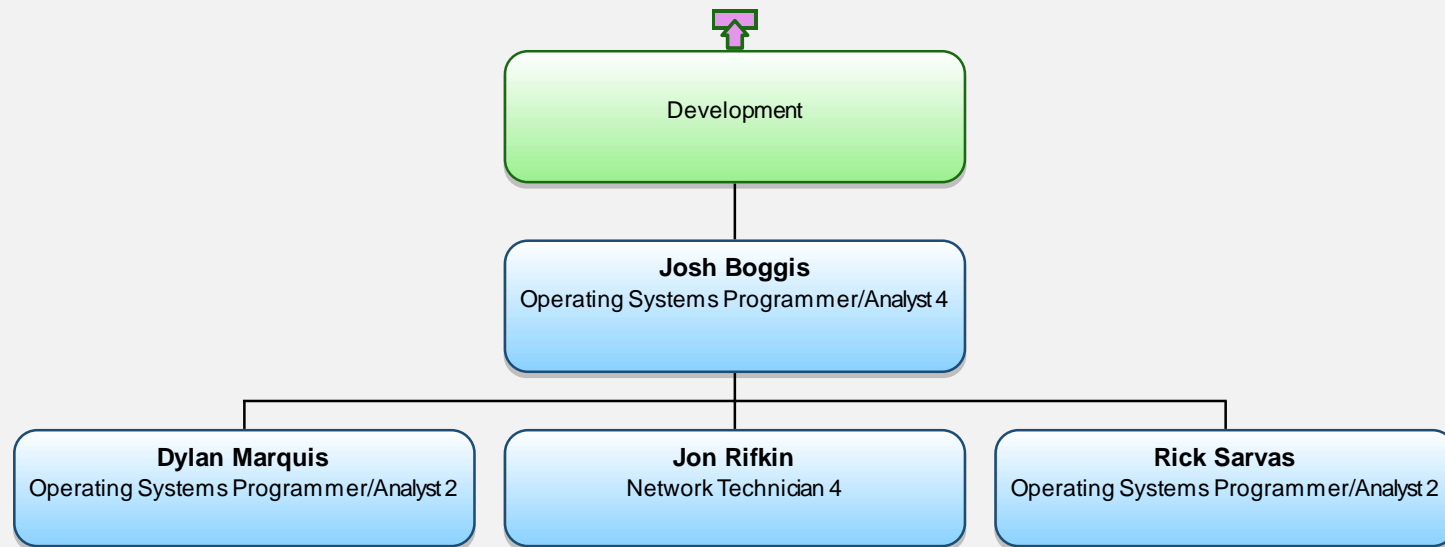 Development
Josh Boggis
Operating Systems Programmer/Analyst 4
Dylan Marquis
Operating Systems Programmer/Analyst 2
Jon Rifkin
Network Technician 4
Rick Sarvas
Operating Systems Programmer/Analyst 2